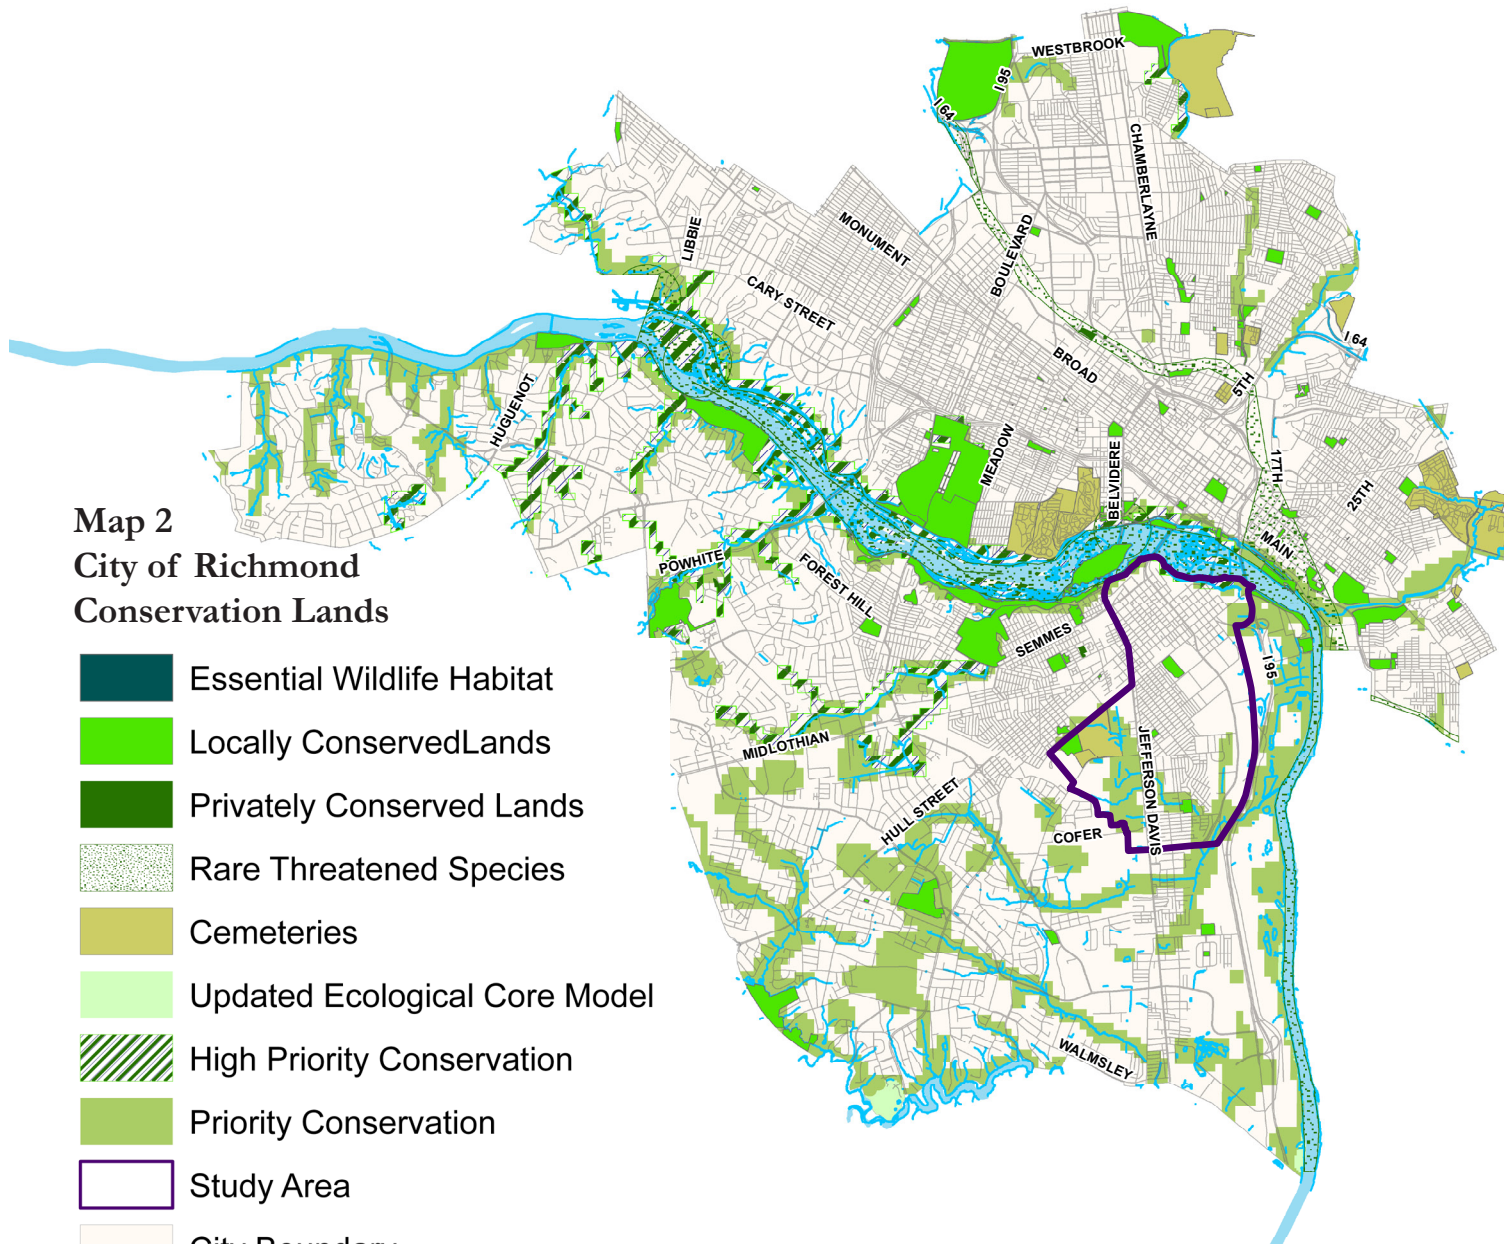 WESTBROOK
I 95
I 64
CHAMBERLAYNE
LIBBIE
MONUMENT
BOULEVARD
CARY STREET
I 64
BROAD
5TH
HUGUENOT
MEADOW
BELVIDERE
17TH
25TH
MAIN
POWHITE
FOREST HILL
SEMMES
I 95
MIDLOTHIAN
JEFFERSON DAVIS
HULL STREET
COFER
WALMSLEY
Map 2
City of Richmond
Conservation Lands
Essential Wildlife Habitat
Locally ConservedLands
Privately Conserved Lands
Rare Threatened Species
Cemeteries
Updated Ecological Core Model
High Priority Conservation
Priority Conservation
Study Area
City Boundary